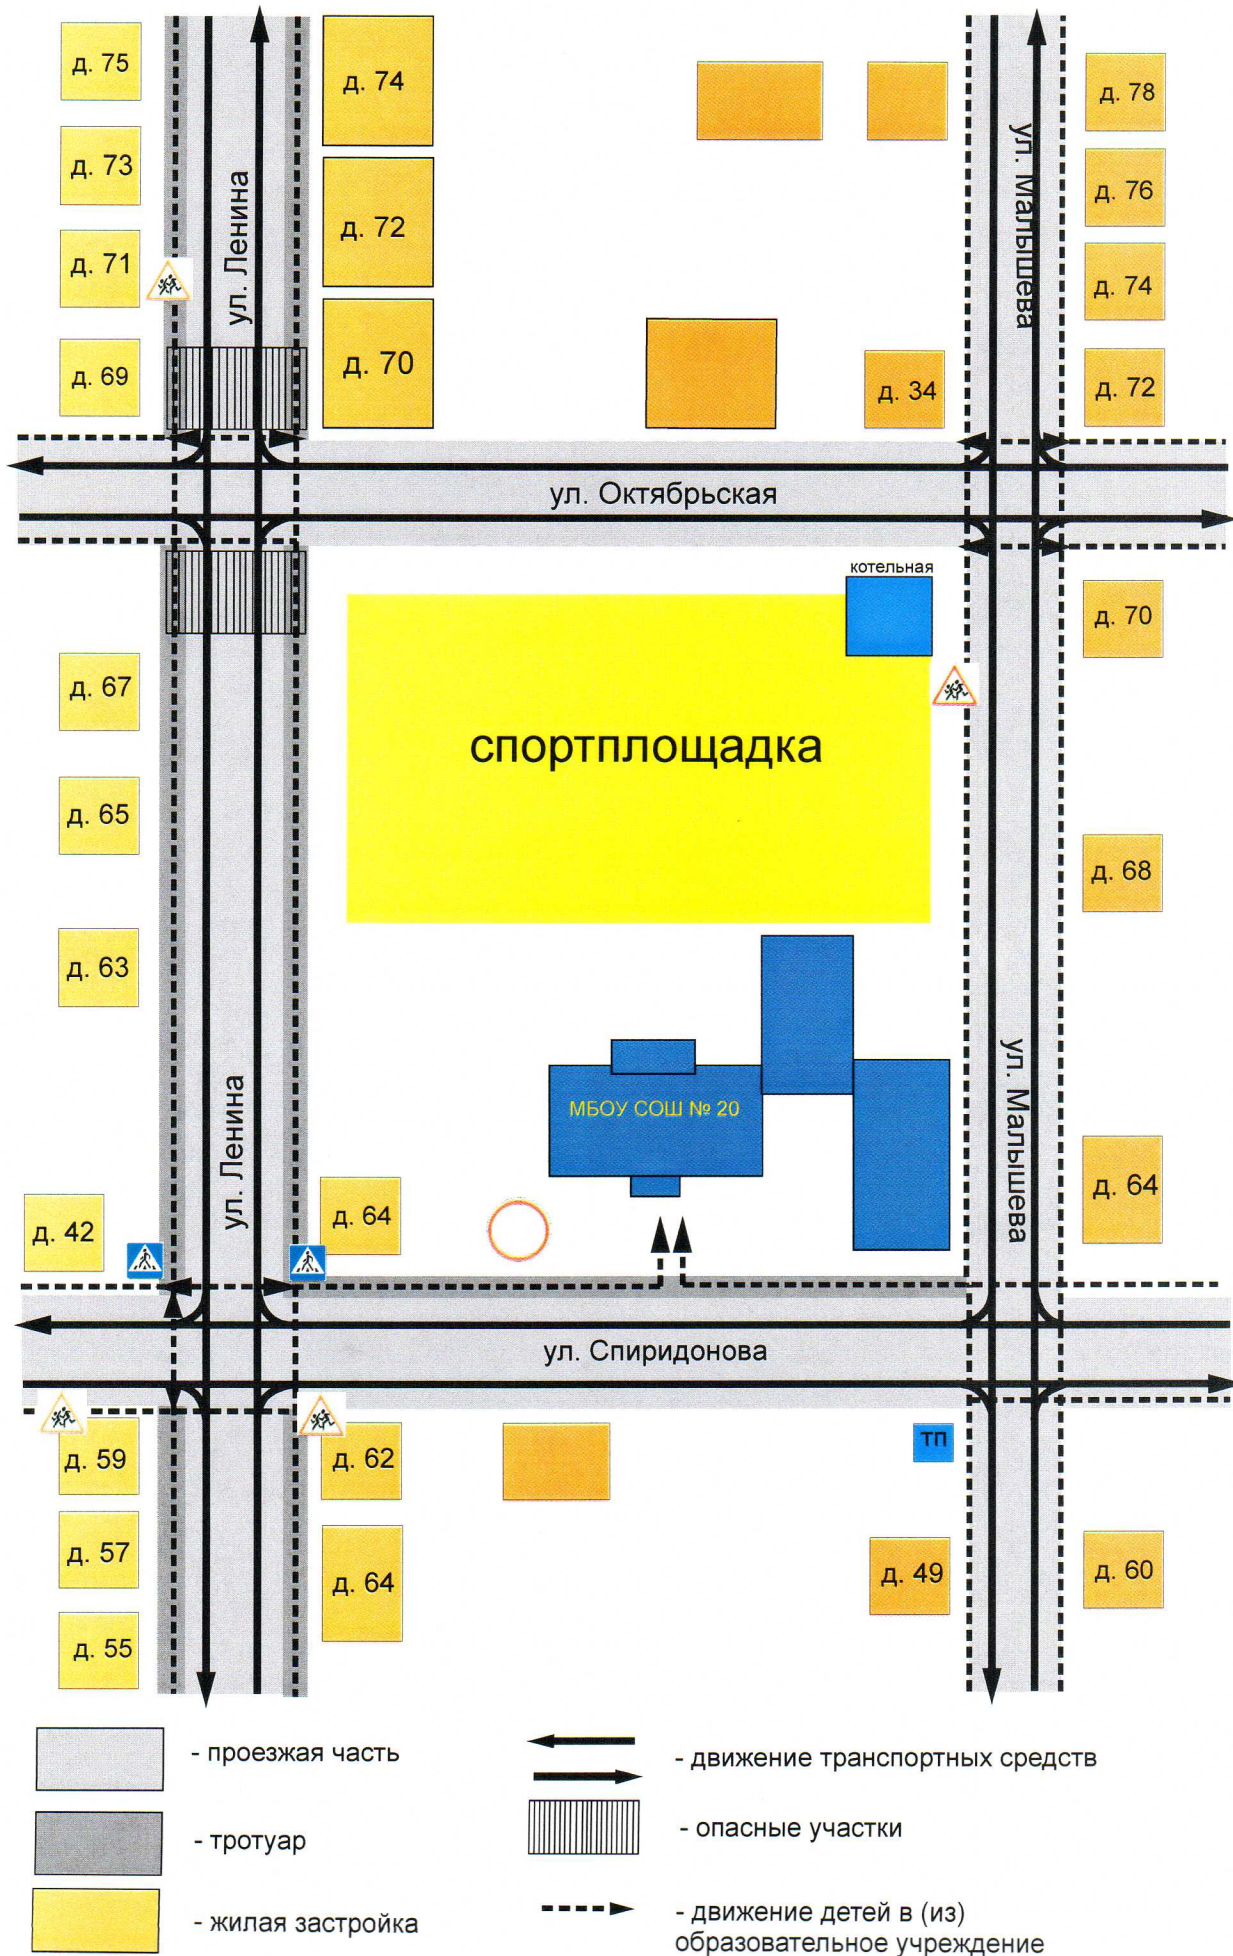 д. 75
д. 74
д. 78
д. 73
ул. Ленина
д. 72
ул. Малышева
д. 76
д. 71
д. 74
д. 69
д. 70
д. 34
д. 72
ул. Октябрьская
котельная
д. 70
д. 67
спортплощадка
д. 65
д. 68
д. 63
ул. Ленина
МБОУ СОШ № 20
ул. Малышева
д. 42
д. 64
д. 64
ул. Спиридонова
д. 59
д. 62
тп
д. 57
д. 64
д. 49
д. 60
д. 55
- проезжая часть
- движение транспортных средств
- тротуар
- опасные участки
- жилая застройка
- движение детей в (из)
образовательное учреждение